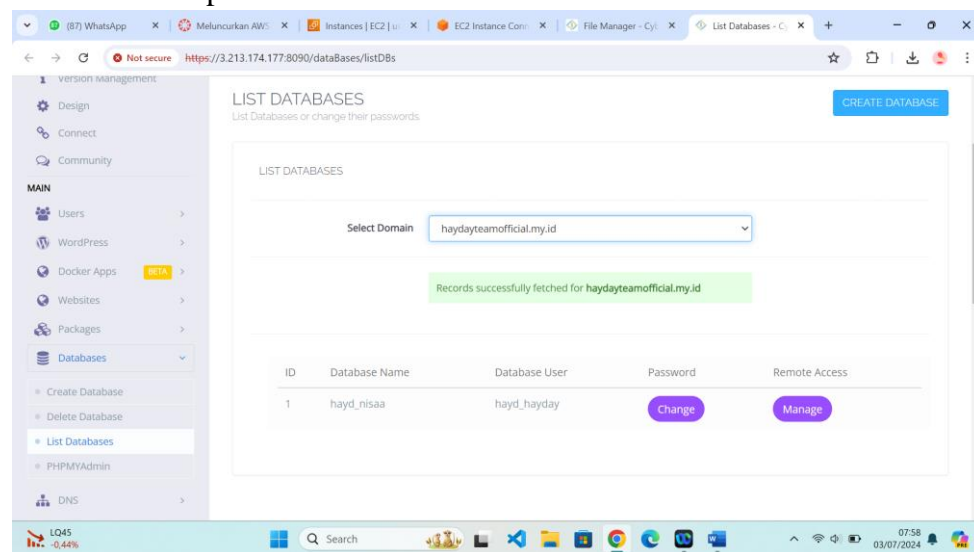 (87) WhatsApp
Meluncurkan AWS
Instances | EC2 | u
EC2 Instance Conn
File Manager - Cy
List Databases - C
Not secure https://3.213.174.177:8090/dataBases/listDBs
Version Management
Design
Connect
Community
MAIN
Users
WordPress
Docker Apps BETA
Websites
Packages
Databases
Create Database
Delete Database
List Databases
PHPMYAdmin
DNS
LIST DATABASES
List Databases or change their passwords.
CREATE DATABASE
LIST DATABASES
Select Domain haydayteamofficial.my.id
Records successfully fetched for haydayteamofficial.my.id
ID Database Name Database User Password Remote Access
1 hayd_nisaa hayd_hayday Change Manage
LQ45
-0,44%
Search
07:58
03/07/2024